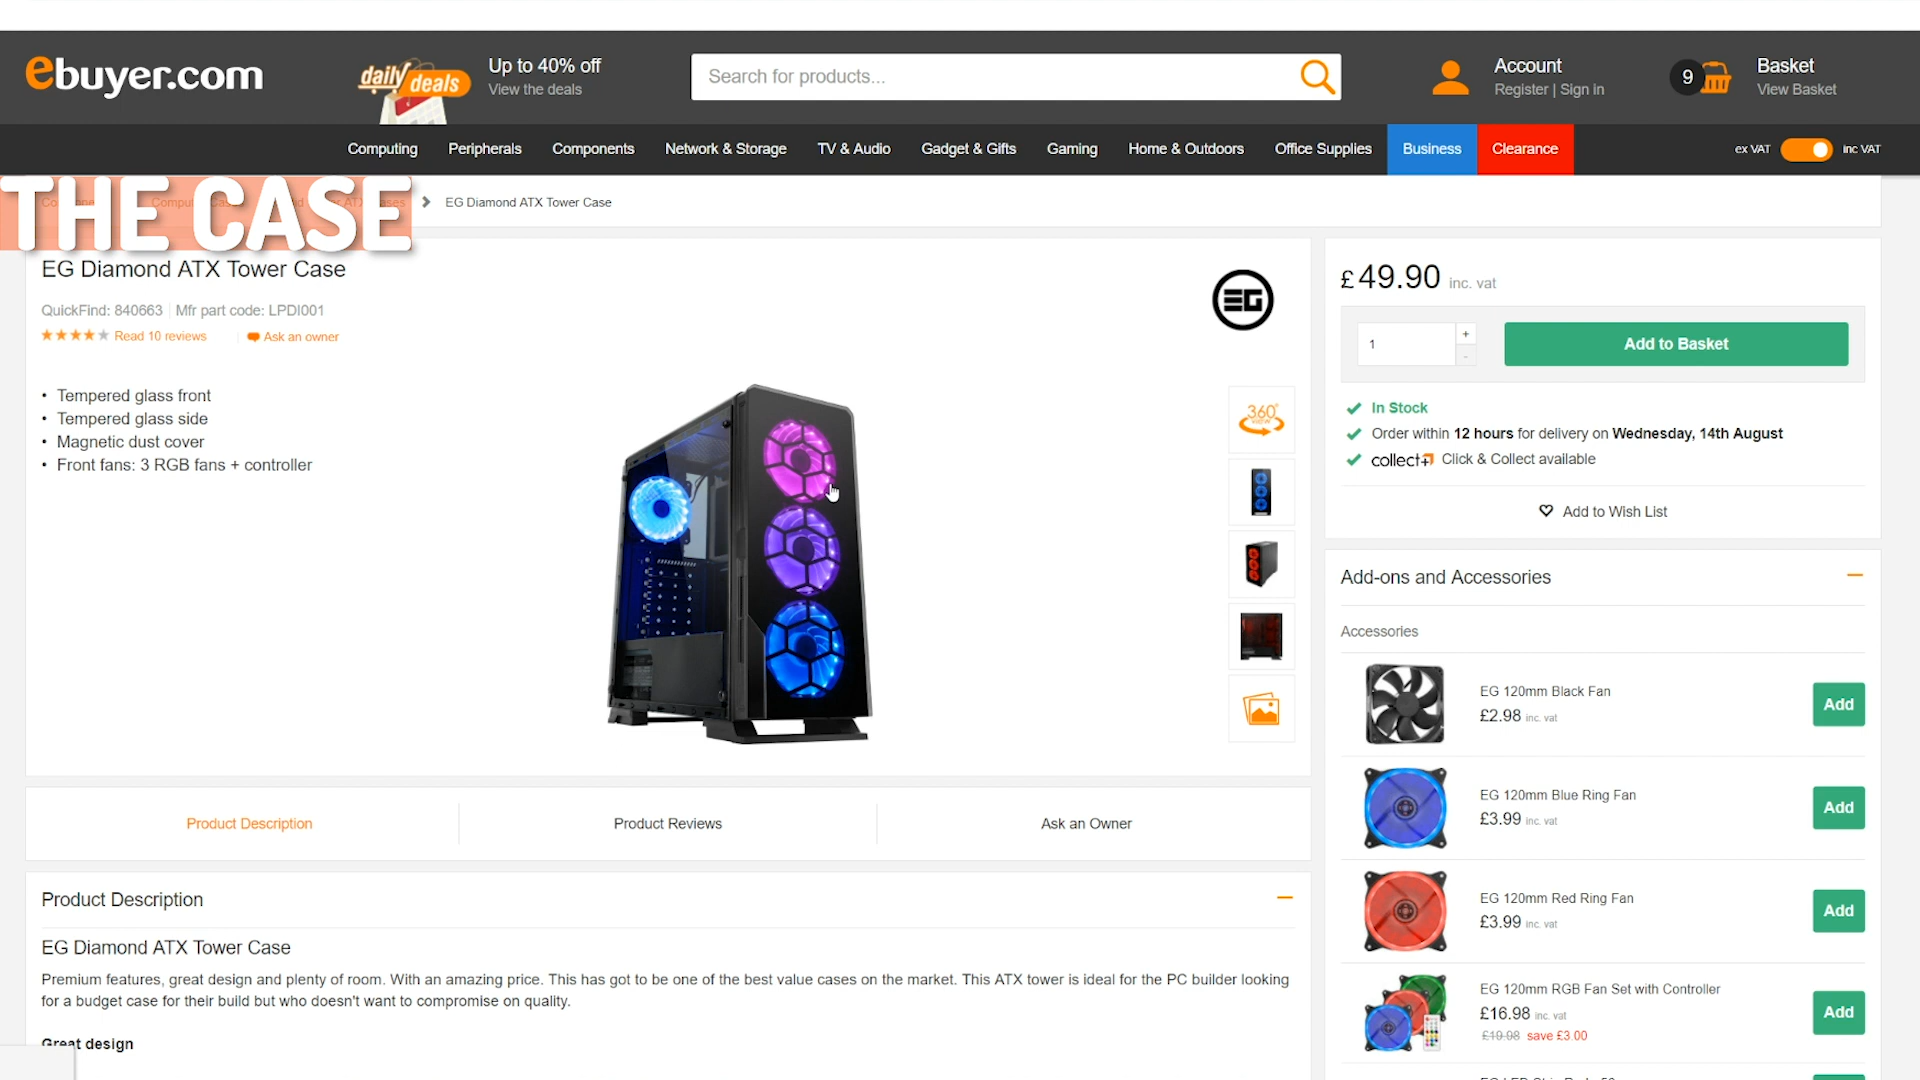 ebuyer.com
daily deals
Up to 40% off
View the deals
Search for products...
Account
Register | Sign in
9
Basket
View Basket
Computing
Peripherals
Components
Network & Storage
TV & Audio
Gadget & Gifts
Gaming
Home & Outdoors
Office Supplies
Business
Clearance
ex VAT
inc VAT
THE CASE
EG Diamond ATX Tower Case
EG Diamond ATX Tower Case
QuickFind: 840663 | Mfr part code: LPDI001
Read 10 reviews
Ask an owner
• Tempered glass front
• Tempered glass side
• Magnetic dust cover
• Front fans: 3 RGB fans + controller
EG
360°
VIEW
£49.90 inc. vat
1
+
-
Add to Basket
In Stock
Order within 12 hours for delivery on Wednesday, 14th August
collect+ Click & Collect available
Add to Wish List
Add-ons and Accessories
Accessories
EG 120mm Black Fan
£2.98 inc. vat
Add
EG 120mm Blue Ring Fan
£3.99 inc. vat
Add
EG 120mm Red Ring Fan
£3.99 inc. vat
Add
EG 120mm RGB Fan Set with Controller
£16.98 inc. vat
£19.98 save £3.00
Add
Product Description
Product Reviews
Ask an Owner
Product Description
EG Diamond ATX Tower Case
Premium features, great design and plenty of room. With an amazing price. This has got to be one of the best value cases on the market. This ATX tower is ideal for the PC builder looking
for a budget case for their build but who doesn't want to compromise on quality.
Great design